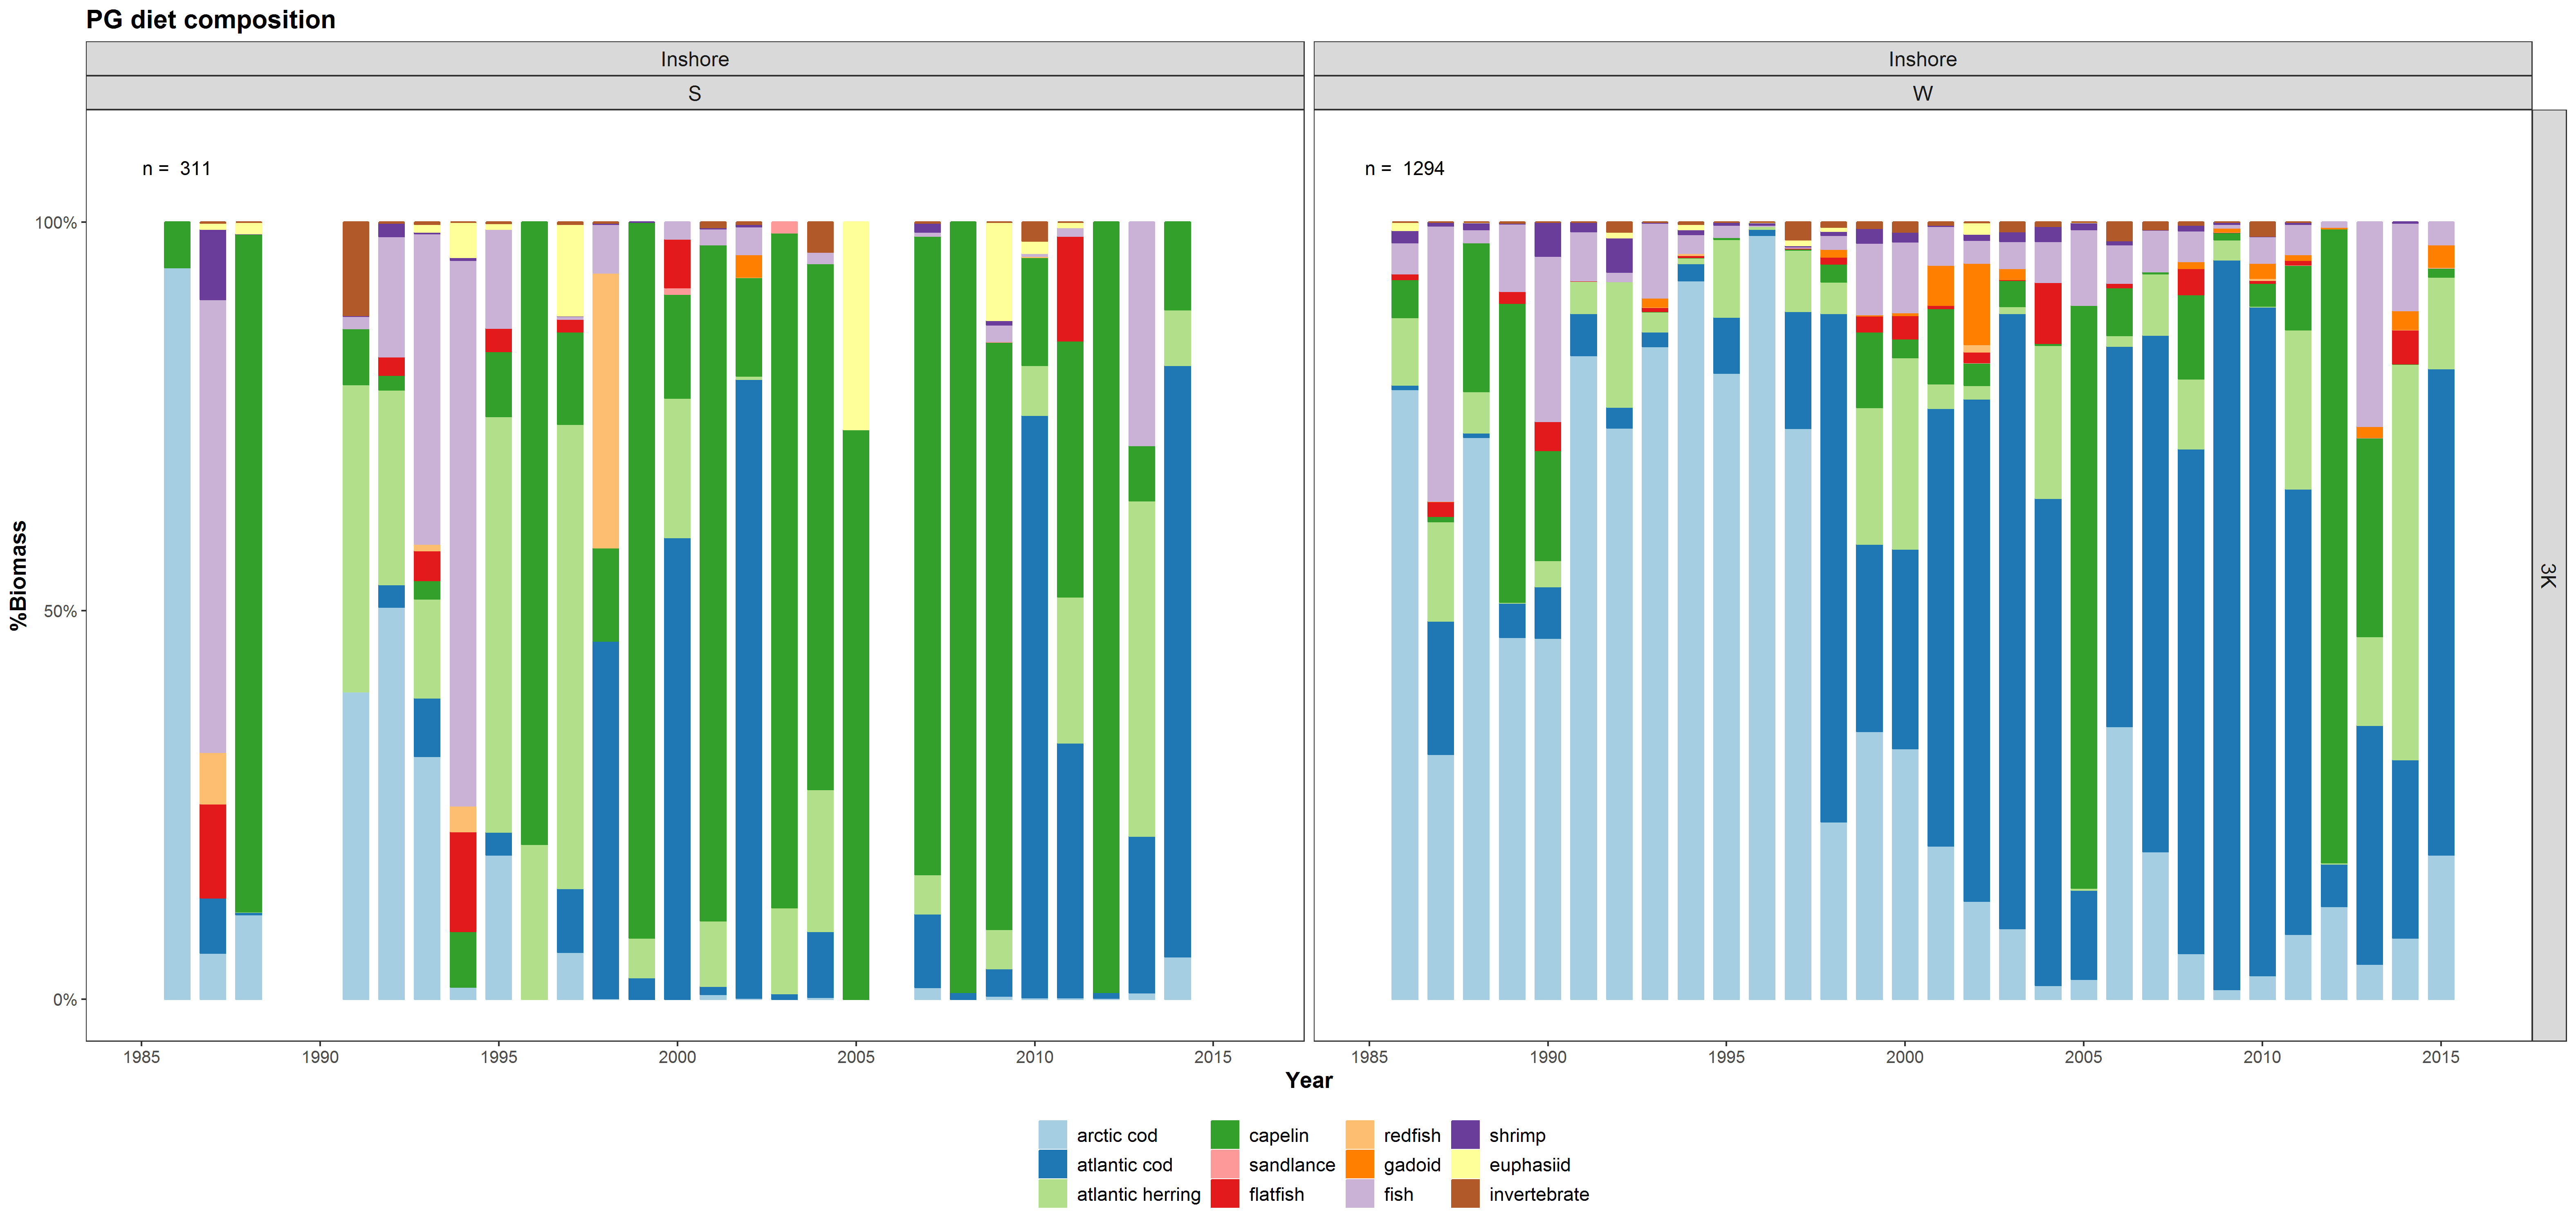 PG diet composition
Inshore
Inshore
S
W
n = 311
n = 1294
100%
50%
0%
%Biomass
3K
1985 1990 1995 2000 2005 2010 2015
1985 1990 1995 2000 2005 2010 2015
Year
arctic cod capelin redfish shrimp
atlantic cod sandlance gadoid euphasiid
atlantic herring flatfish fish invertebrate